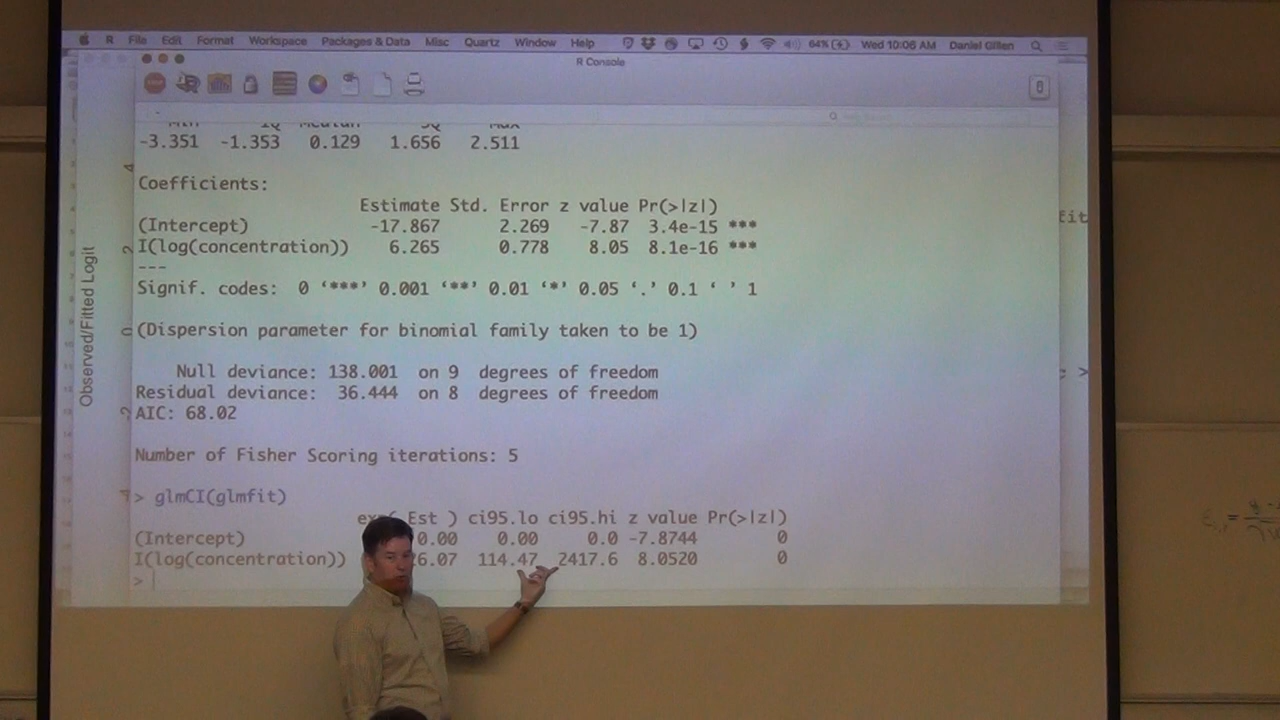 R File Edit Format Workspace Packages & Data Misc Quartz Window Help 64% Wed 10:06 AM Daniel Gillen
R Console
Min 1Q Median 3Q Max
-3.351 -1.353 0.129 1.656 2.511
Coefficients:
Estimate Std. Error z value Pr(>|z|)
(Intercept) -17.867 2.269 -7.87 3.4e-15 ***
I(log(concentration)) 6.265 0.778 8.05 8.1e-16 ***
---
Signif. codes: 0 ‘***’ 0.001 ‘**’ 0.01 ‘*’ 0.05 ‘.’ 0.1 ‘ ’ 1
(Dispersion parameter for binomial family taken to be 1)
Null deviance: 138.001 on 9 degrees of freedom
Residual deviance: 36.444 on 8 degrees of freedom
AIC: 68.02
Number of Fisher Scoring iterations: 5
> glmCI(glmfit)
Est ) ci95.lo ci95.hi z value Pr(>|z|)
(Intercept) 0.00 0.00 0.0 -7.8744 0
I(log(concentration)) 6.07 114.47 2417.6 8.0520 0
>
Observed/Fitted Logit